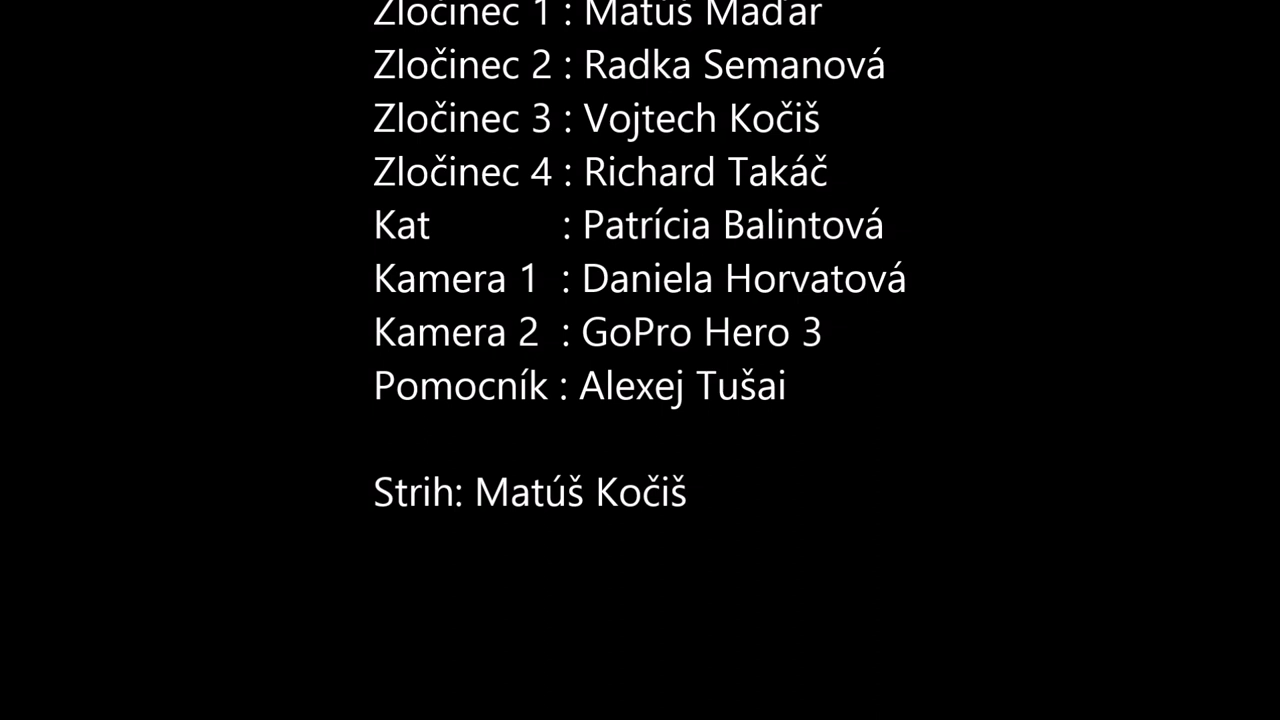 Zločinec 1 : Matúš Maďar
Zločinec 2 : Radka Semanová
Zločinec 3 : Vojtech Kočiš
Zločinec 4 : Richard Takáč
Kat : Patrícia Balintová
Kamera 1 : Daniela Horvatová
Kamera 2 : GoPro Hero 3
Pomocník : Alexej Tušai
Strih: Matúš Kočiš